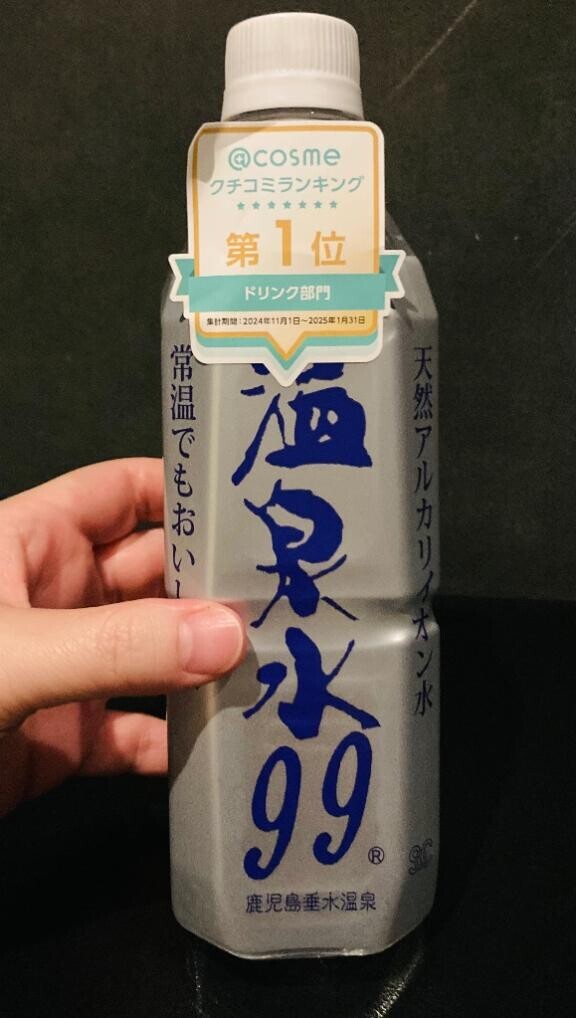 @cosme
クチコミランキング
第1位
ドリンク部門
集計期間：2024年11月1日～2025年1月31日
温泉水99
®
鹿児島垂水温泉
常温でもおいし
天然アルカリイオン水